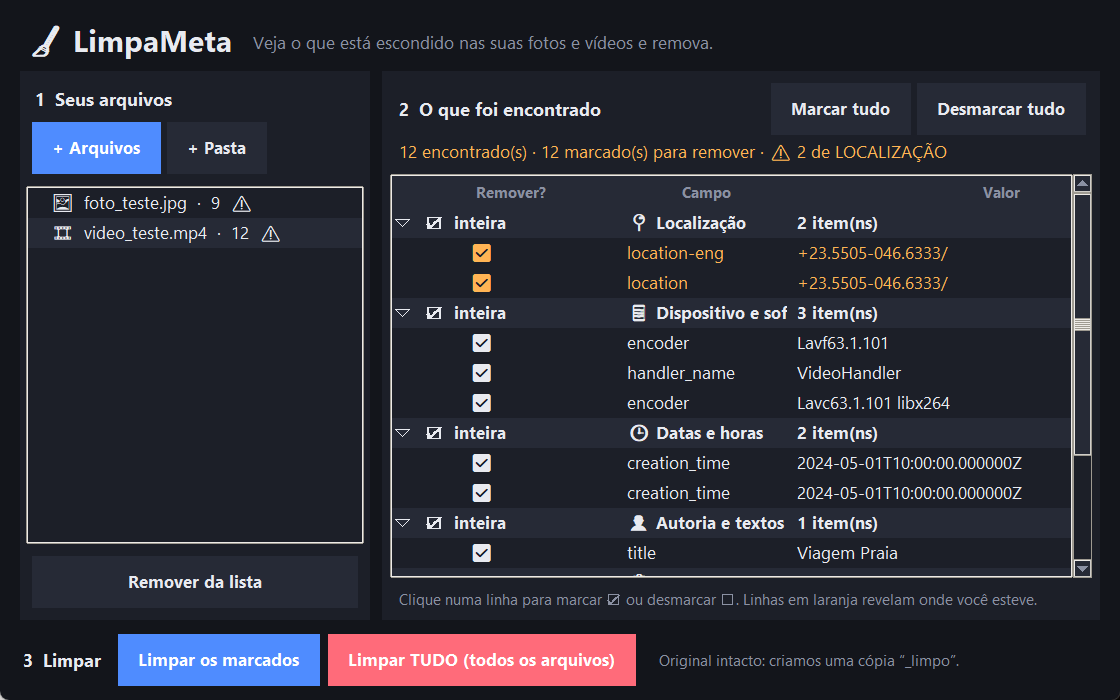 LimpaMeta Veja o que está escondido nas suas fotos e vídeos e remova.
1 Seus arquivos
+ Arquivos + Pasta
foto_teste.jpg · 9 ⚠
video_teste.mp4 · 12 ⚠
Remover da lista
2 O que foi encontrado Marcar tudo Desmarcar tudo
12 encontrado(s) · 12 marcado(s) para remover · ⚠ 2 de LOCALIZAÇÃO
Remover? Campo Valor
inteira Localização 2 item(ns)
location-eng +23.5505-046.6333/
location +23.5505-046.6333/
inteira Dispositivo e sof 3 item(ns)
encoder Lavf63.1.101
handler_name VideoHandler
encoder Lavc63.1.101 libx264
inteira Datas e horas 2 item(ns)
creation_time 2024-05-01T10:00:00.000000Z
creation_time 2024-05-01T10:00:00.000000Z
inteira Autoria e textos 1 item(ns)
title Viagem Praia
Clique numa linha para marcar ☑ ou desmarcar ☐. Linhas em laranja revelam onde você esteve.
3 Limpar Limpar os marcados Limpar TUDO (todos os arquivos) Original intacto: criamos uma cópia “_limpo”.